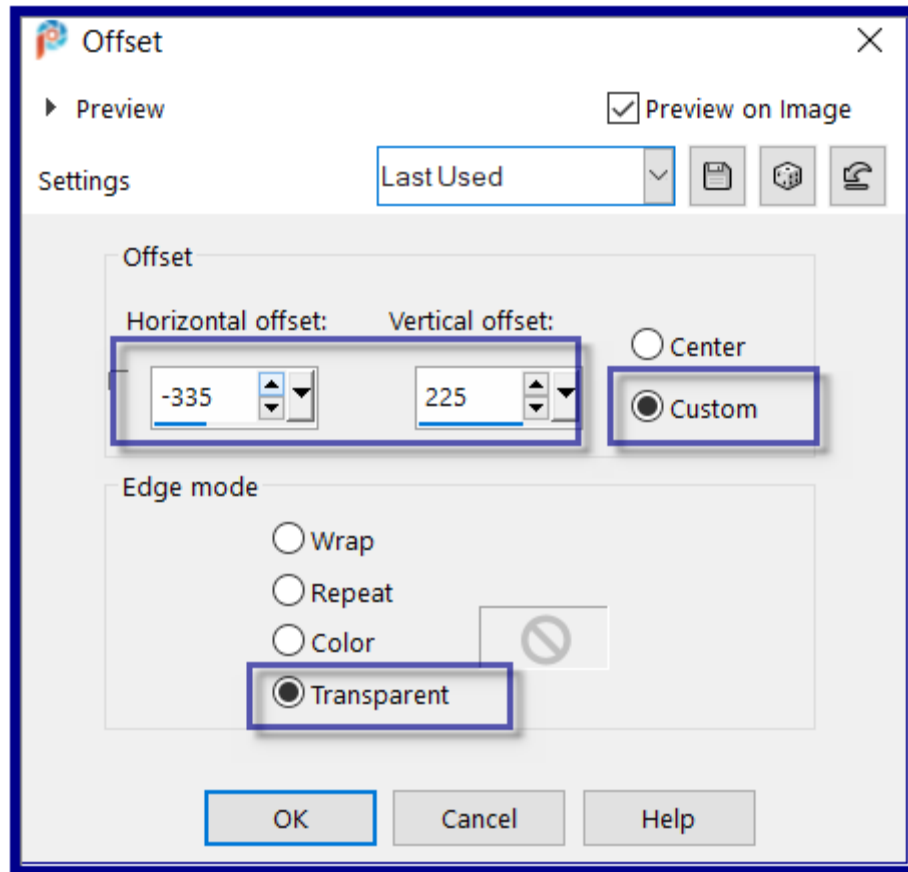 Offset
Preview
Preview on Image
Settings
Last Used
Offset
Horizontal offset:
Vertical offset:
Center
-335
225
Custom
Edge mode
Wrap
Repeat
Color
Transparent
OK
Cancel
Help